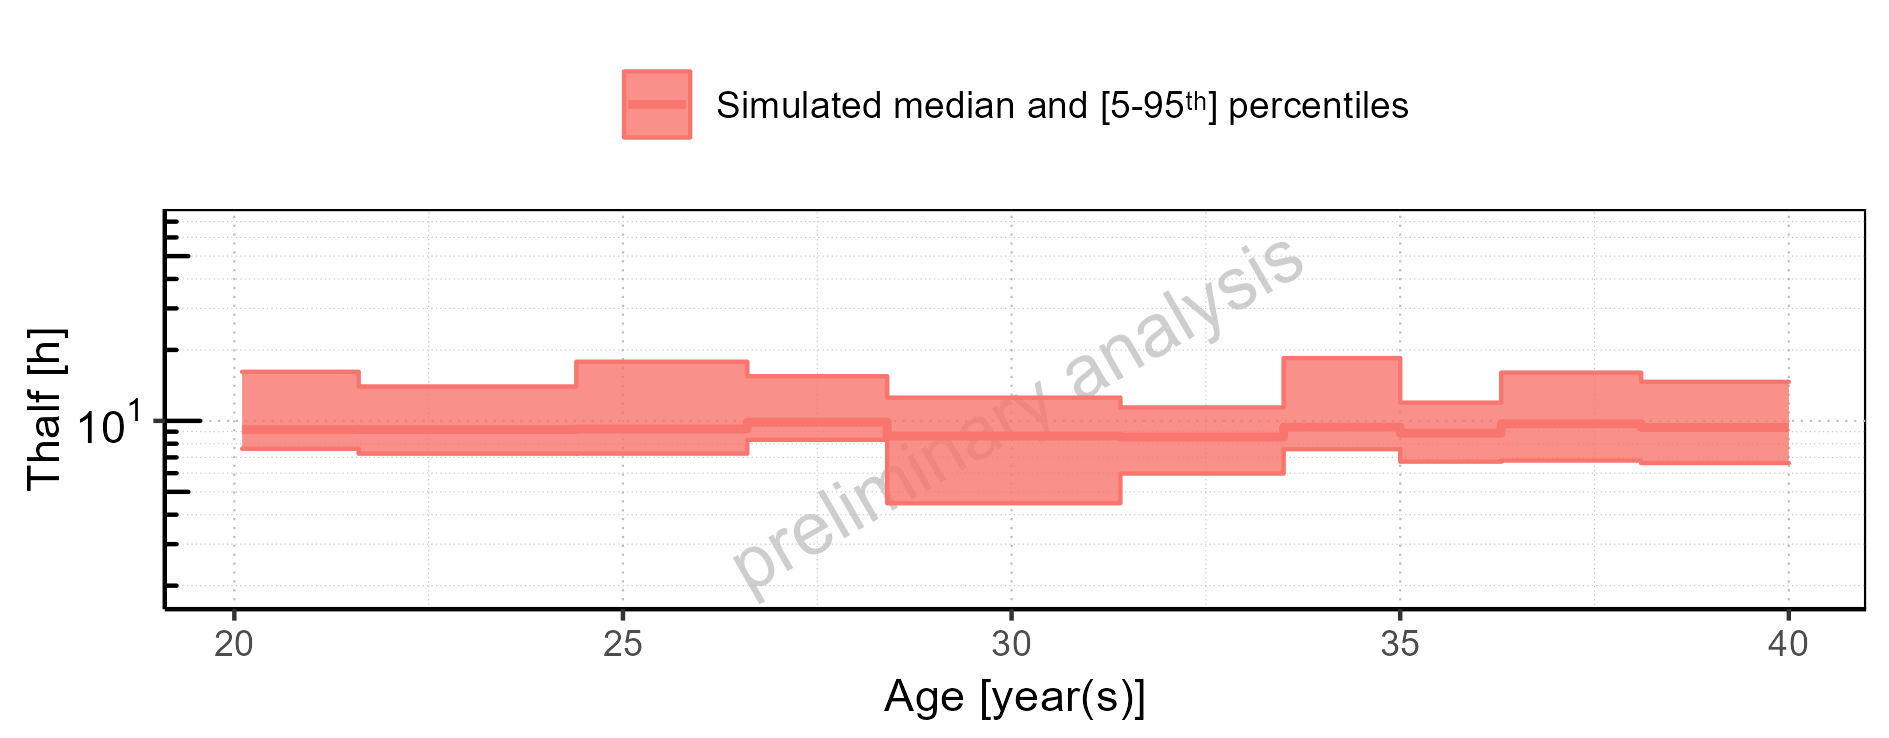 Simulated median and [5-95ᵗʰ] percentiles
Thalf [h]
10¹
preliminary analysis
20 25 30 35 40
Age [year(s)]